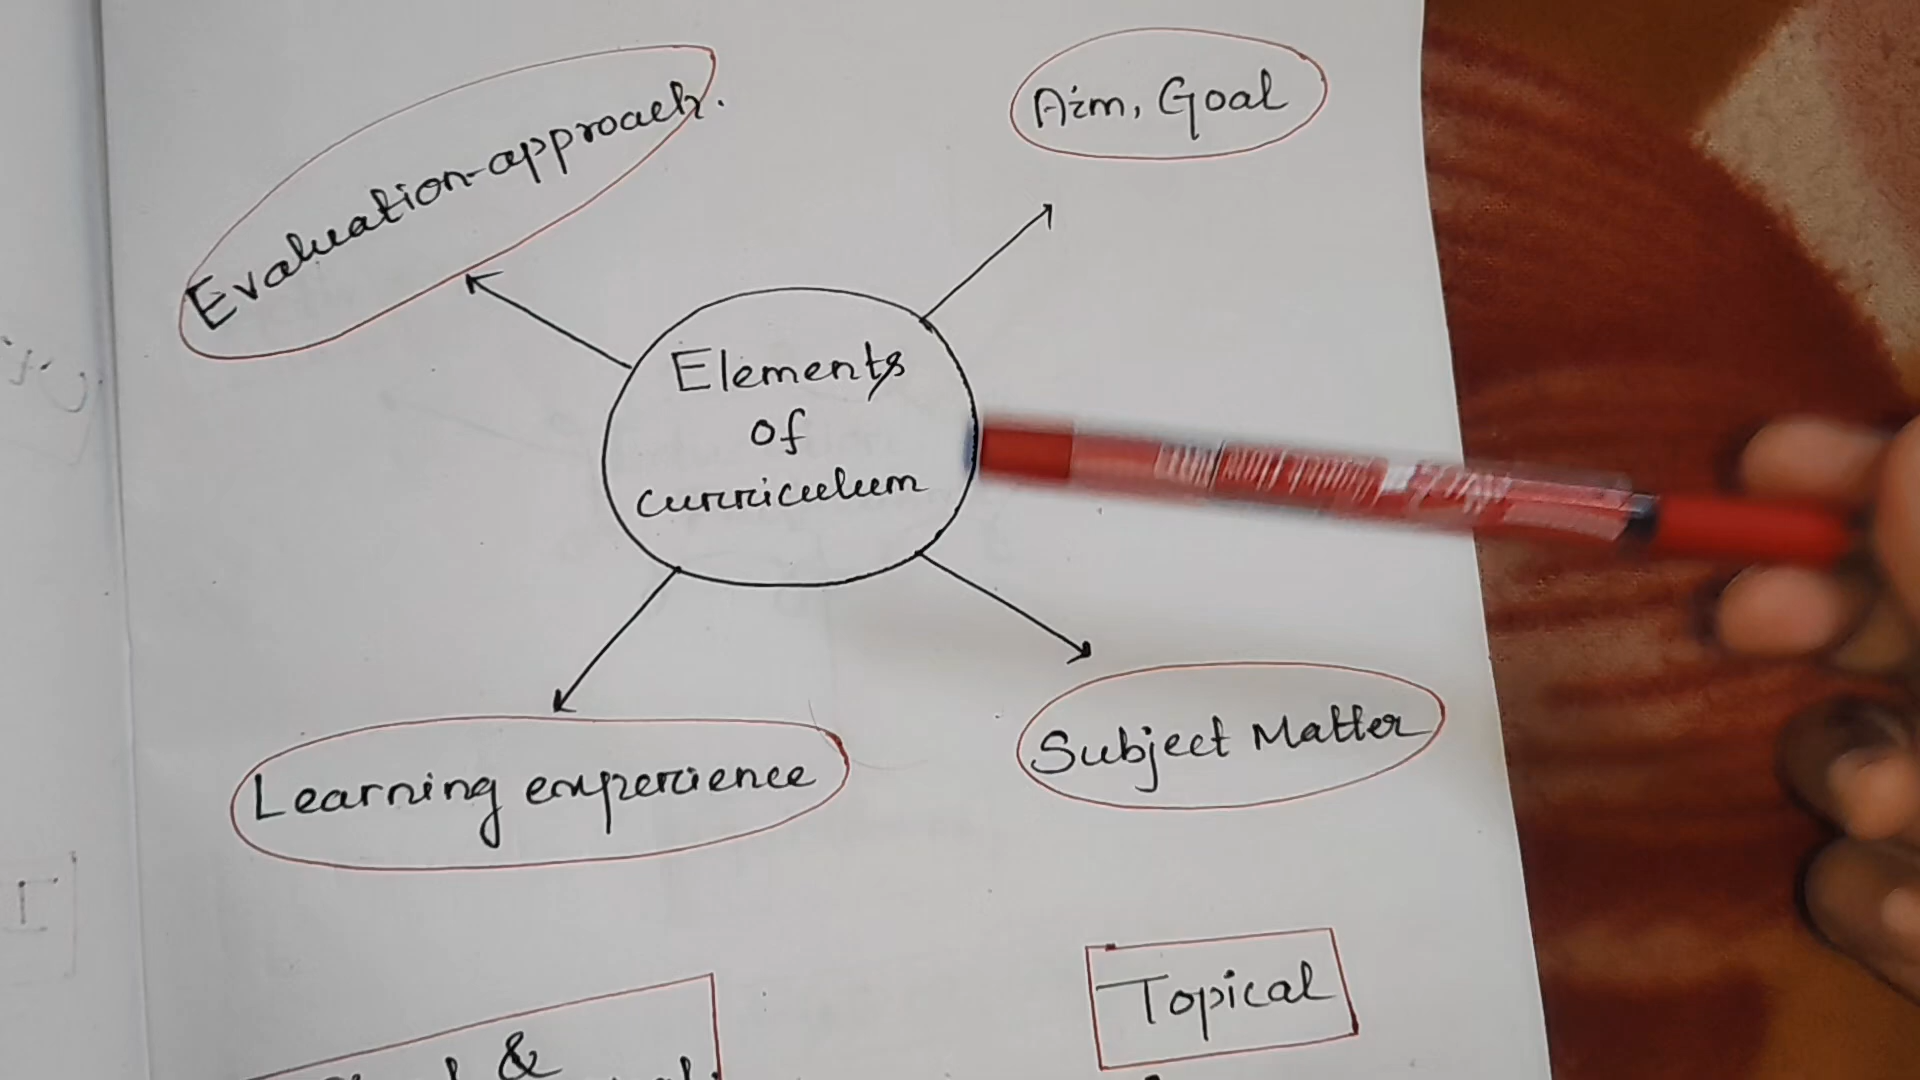 Evaluation-approach.
Aim, Goal
Elements
of
curriculum
Learning experience
Subject Matter
Topical
&